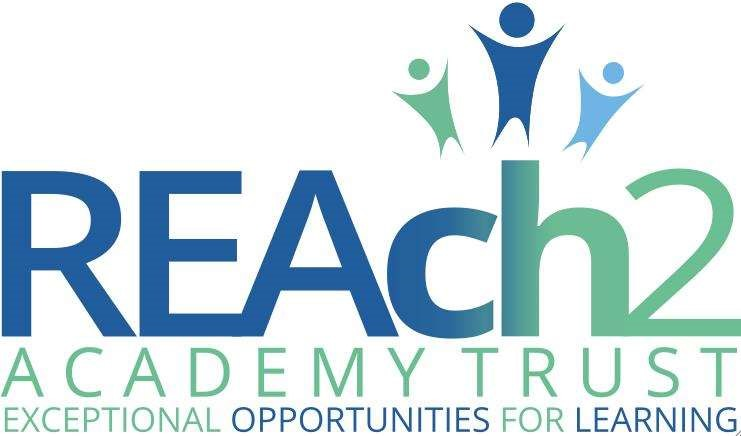 REAch2
ACADEMY TRUST
EXCEPTIONAL OPPORTUNITIES FOR LEARNING